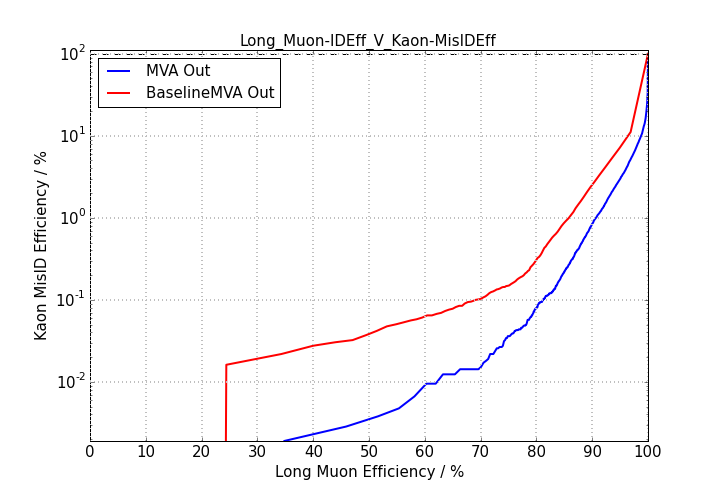 Long_Muon-IDEff_V_Kaon-MisIDEff
MVA Out
BaselineMVA Out
Kaon MisID Efficiency / %
10^2
10^1
10^0
10^-1
10^-2
0 10 20 30 40 50 60 70 80 90 100
Long Muon Efficiency / %